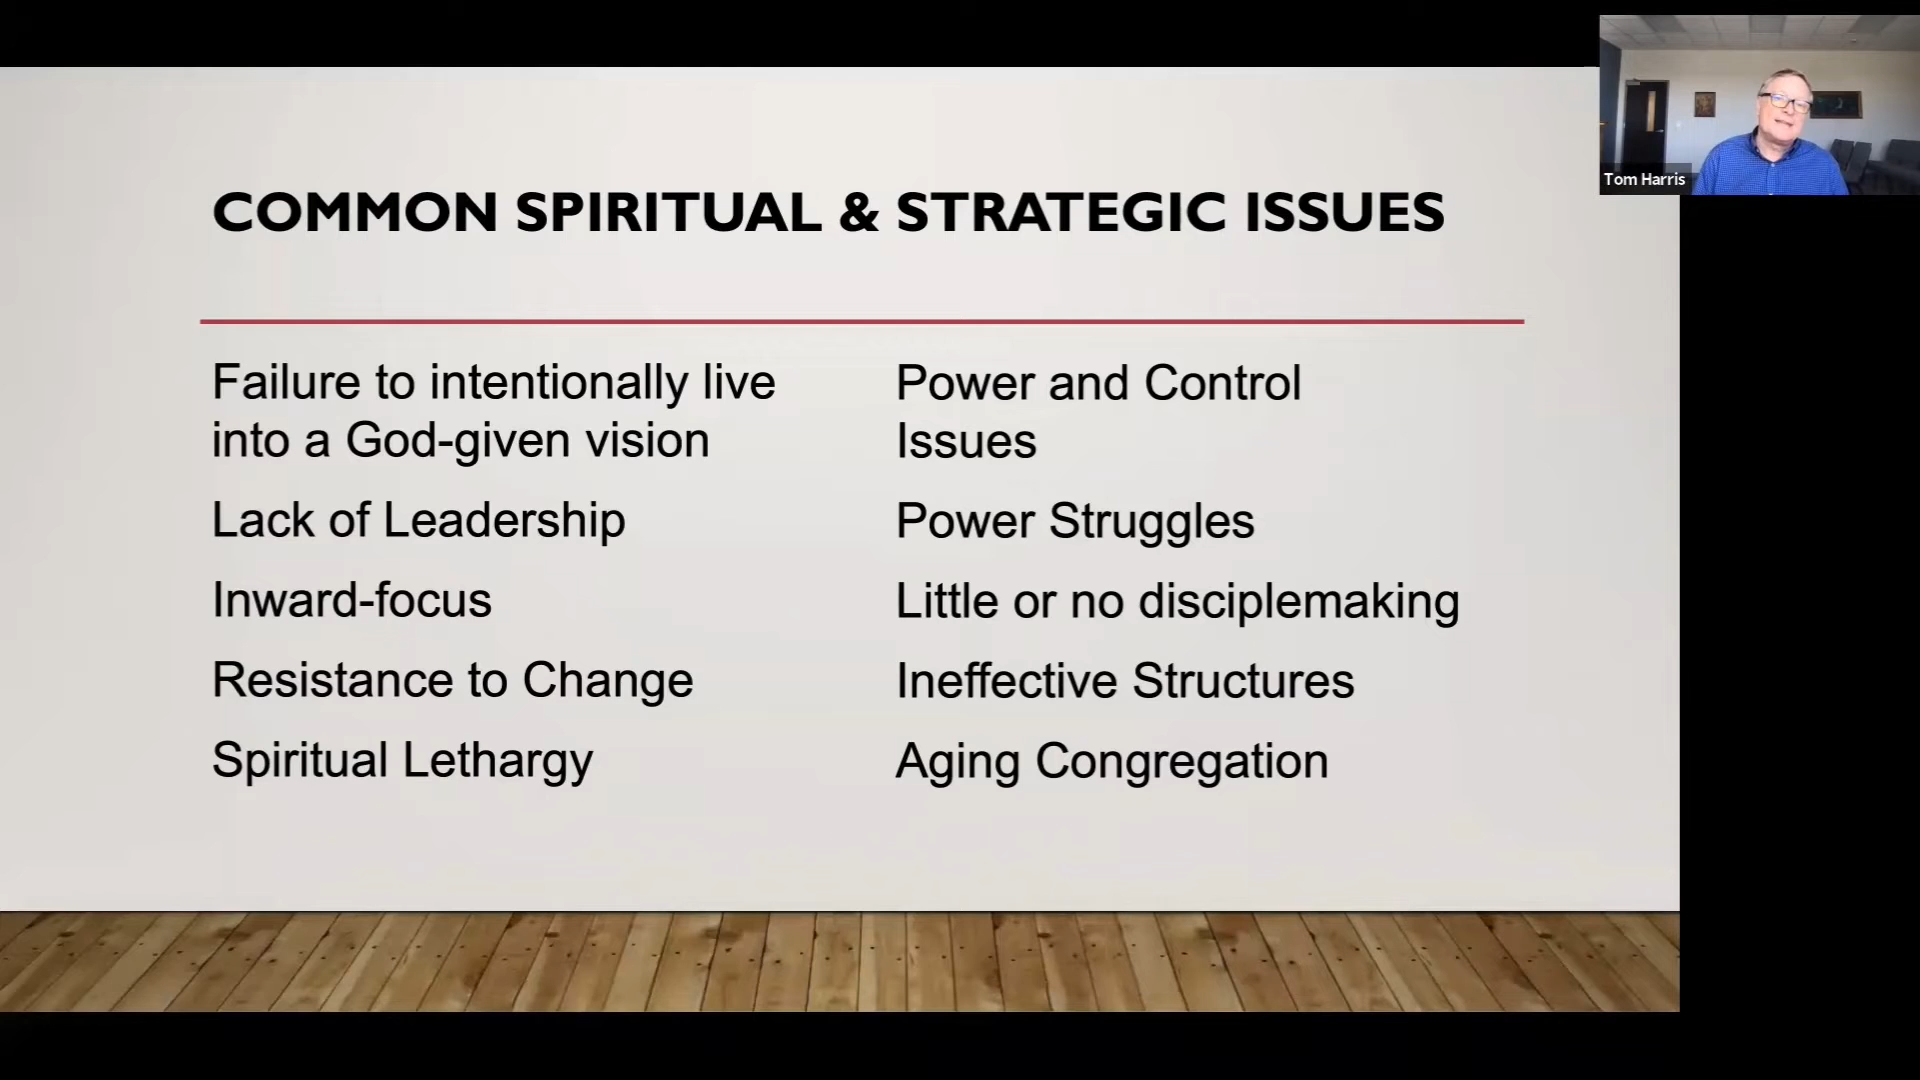 COMMON SPIRITUAL & STRATEGIC ISSUES
Failure to intentionally live
into a God-given vision
Lack of Leadership
Inward-focus
Resistance to Change
Spiritual Lethargy
Power and Control
Issues
Power Struggles
Little or no disciplemaking
Ineffective Structures
Aging Congregation
Tom Harris